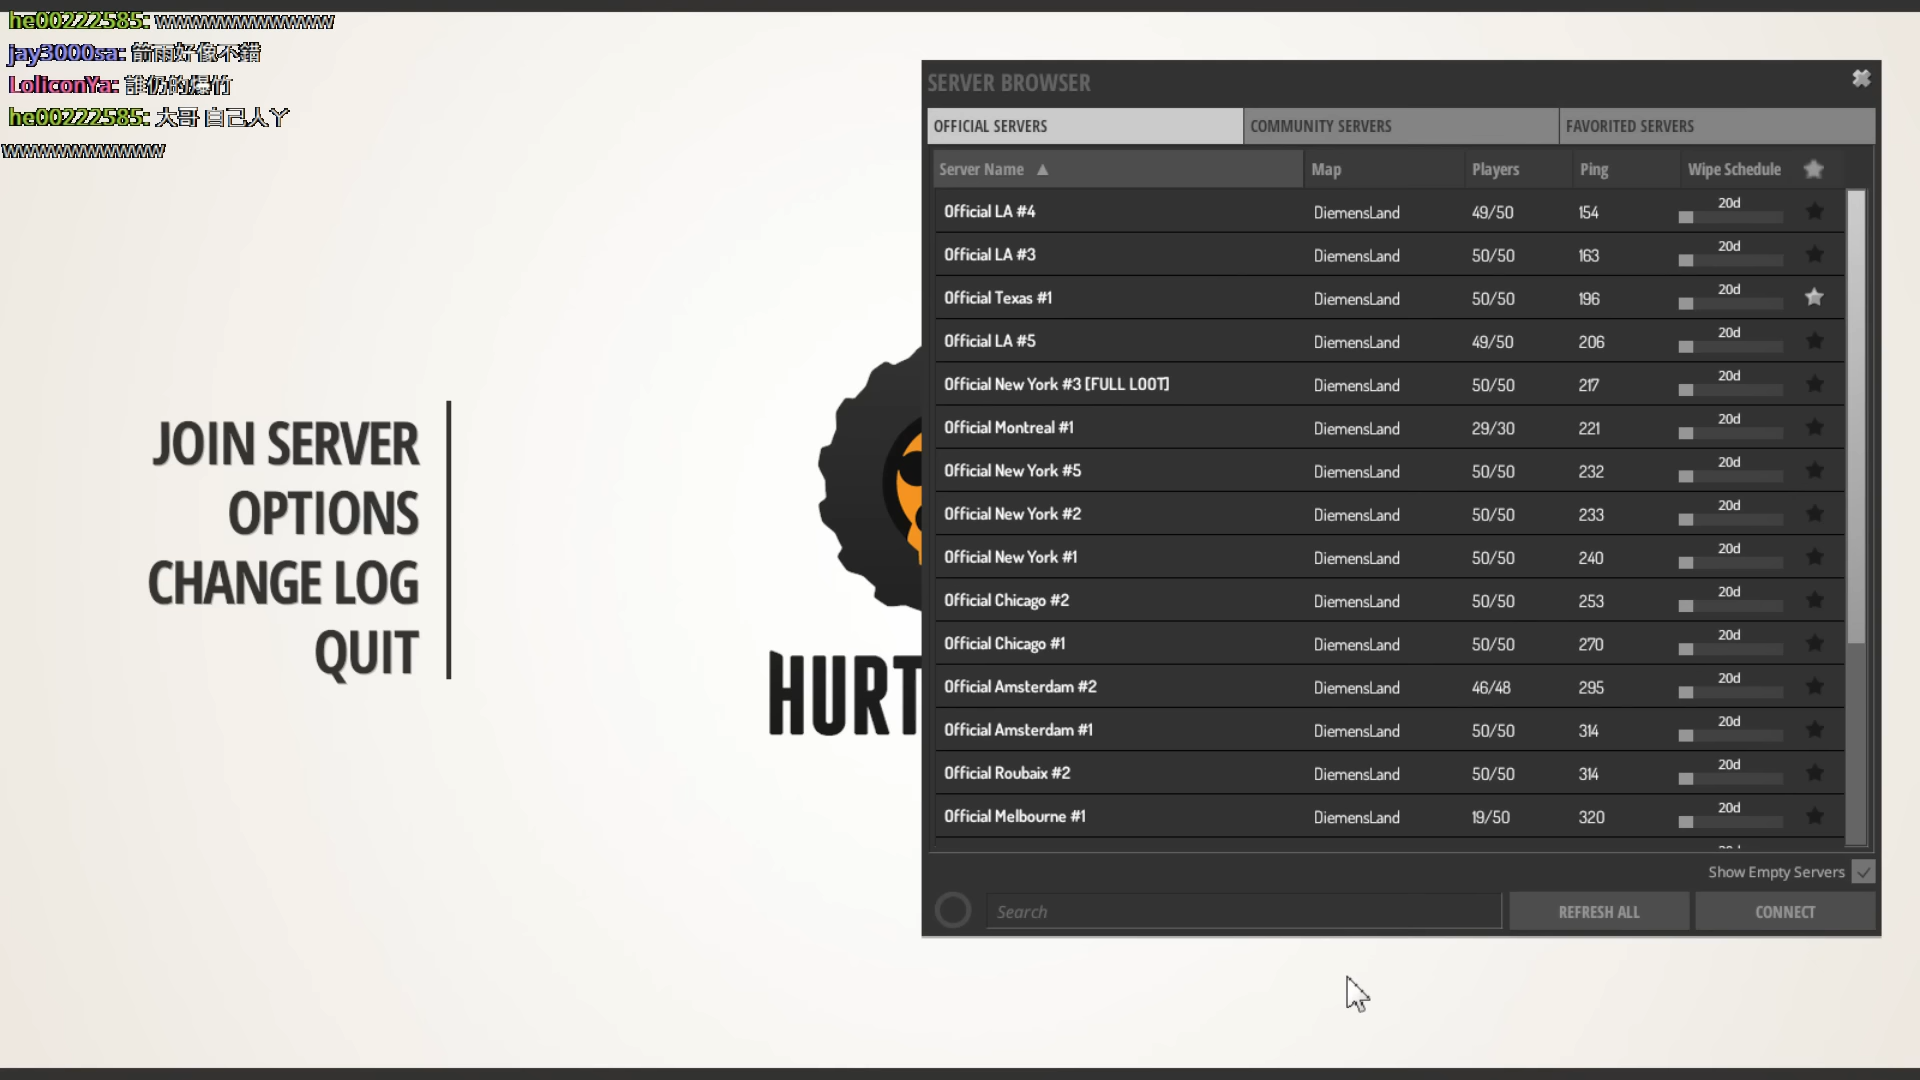 he00222585: wwwwwwwwwwwww
jay3000sa: 箭雨好像不錯
LoliconYa: 誰仍的爆竹
he00222585: 大哥 自己人丫
wwwwwwwwwwww
JOIN SERVER
OPTIONS
CHANGE LOG
QUIT
HURT
SERVER BROWSER
OFFICIAL SERVERS COMMUNITY SERVERS FAVORITED SERVERS
Server Name ▲ Map Players Ping Wipe Schedule
Official LA #4 DiemensLand 49/50 154 20d
Official LA #3 DiemensLand 50/50 163 20d
Official Texas #1 DiemensLand 50/50 196 20d
Official LA #5 DiemensLand 49/50 206 20d
Official New York #3 [FULL LOOT] DiemensLand 50/50 217 20d
Official Montreal #1 DiemensLand 29/30 221 20d
Official New York #5 DiemensLand 50/50 232 20d
Official New York #2 DiemensLand 50/50 233 20d
Official New York #1 DiemensLand 50/50 240 20d
Official Chicago #2 DiemensLand 50/50 253 20d
Official Chicago #1 DiemensLand 50/50 270 20d
Official Amsterdam #2 DiemensLand 46/48 295 20d
Official Amsterdam #1 DiemensLand 50/50 314 20d
Official Roubaix #2 DiemensLand 50/50 314 20d
Official Melbourne #1 DiemensLand 19/50 320 20d
Show Empty Servers
Search REFRESH ALL CONNECT